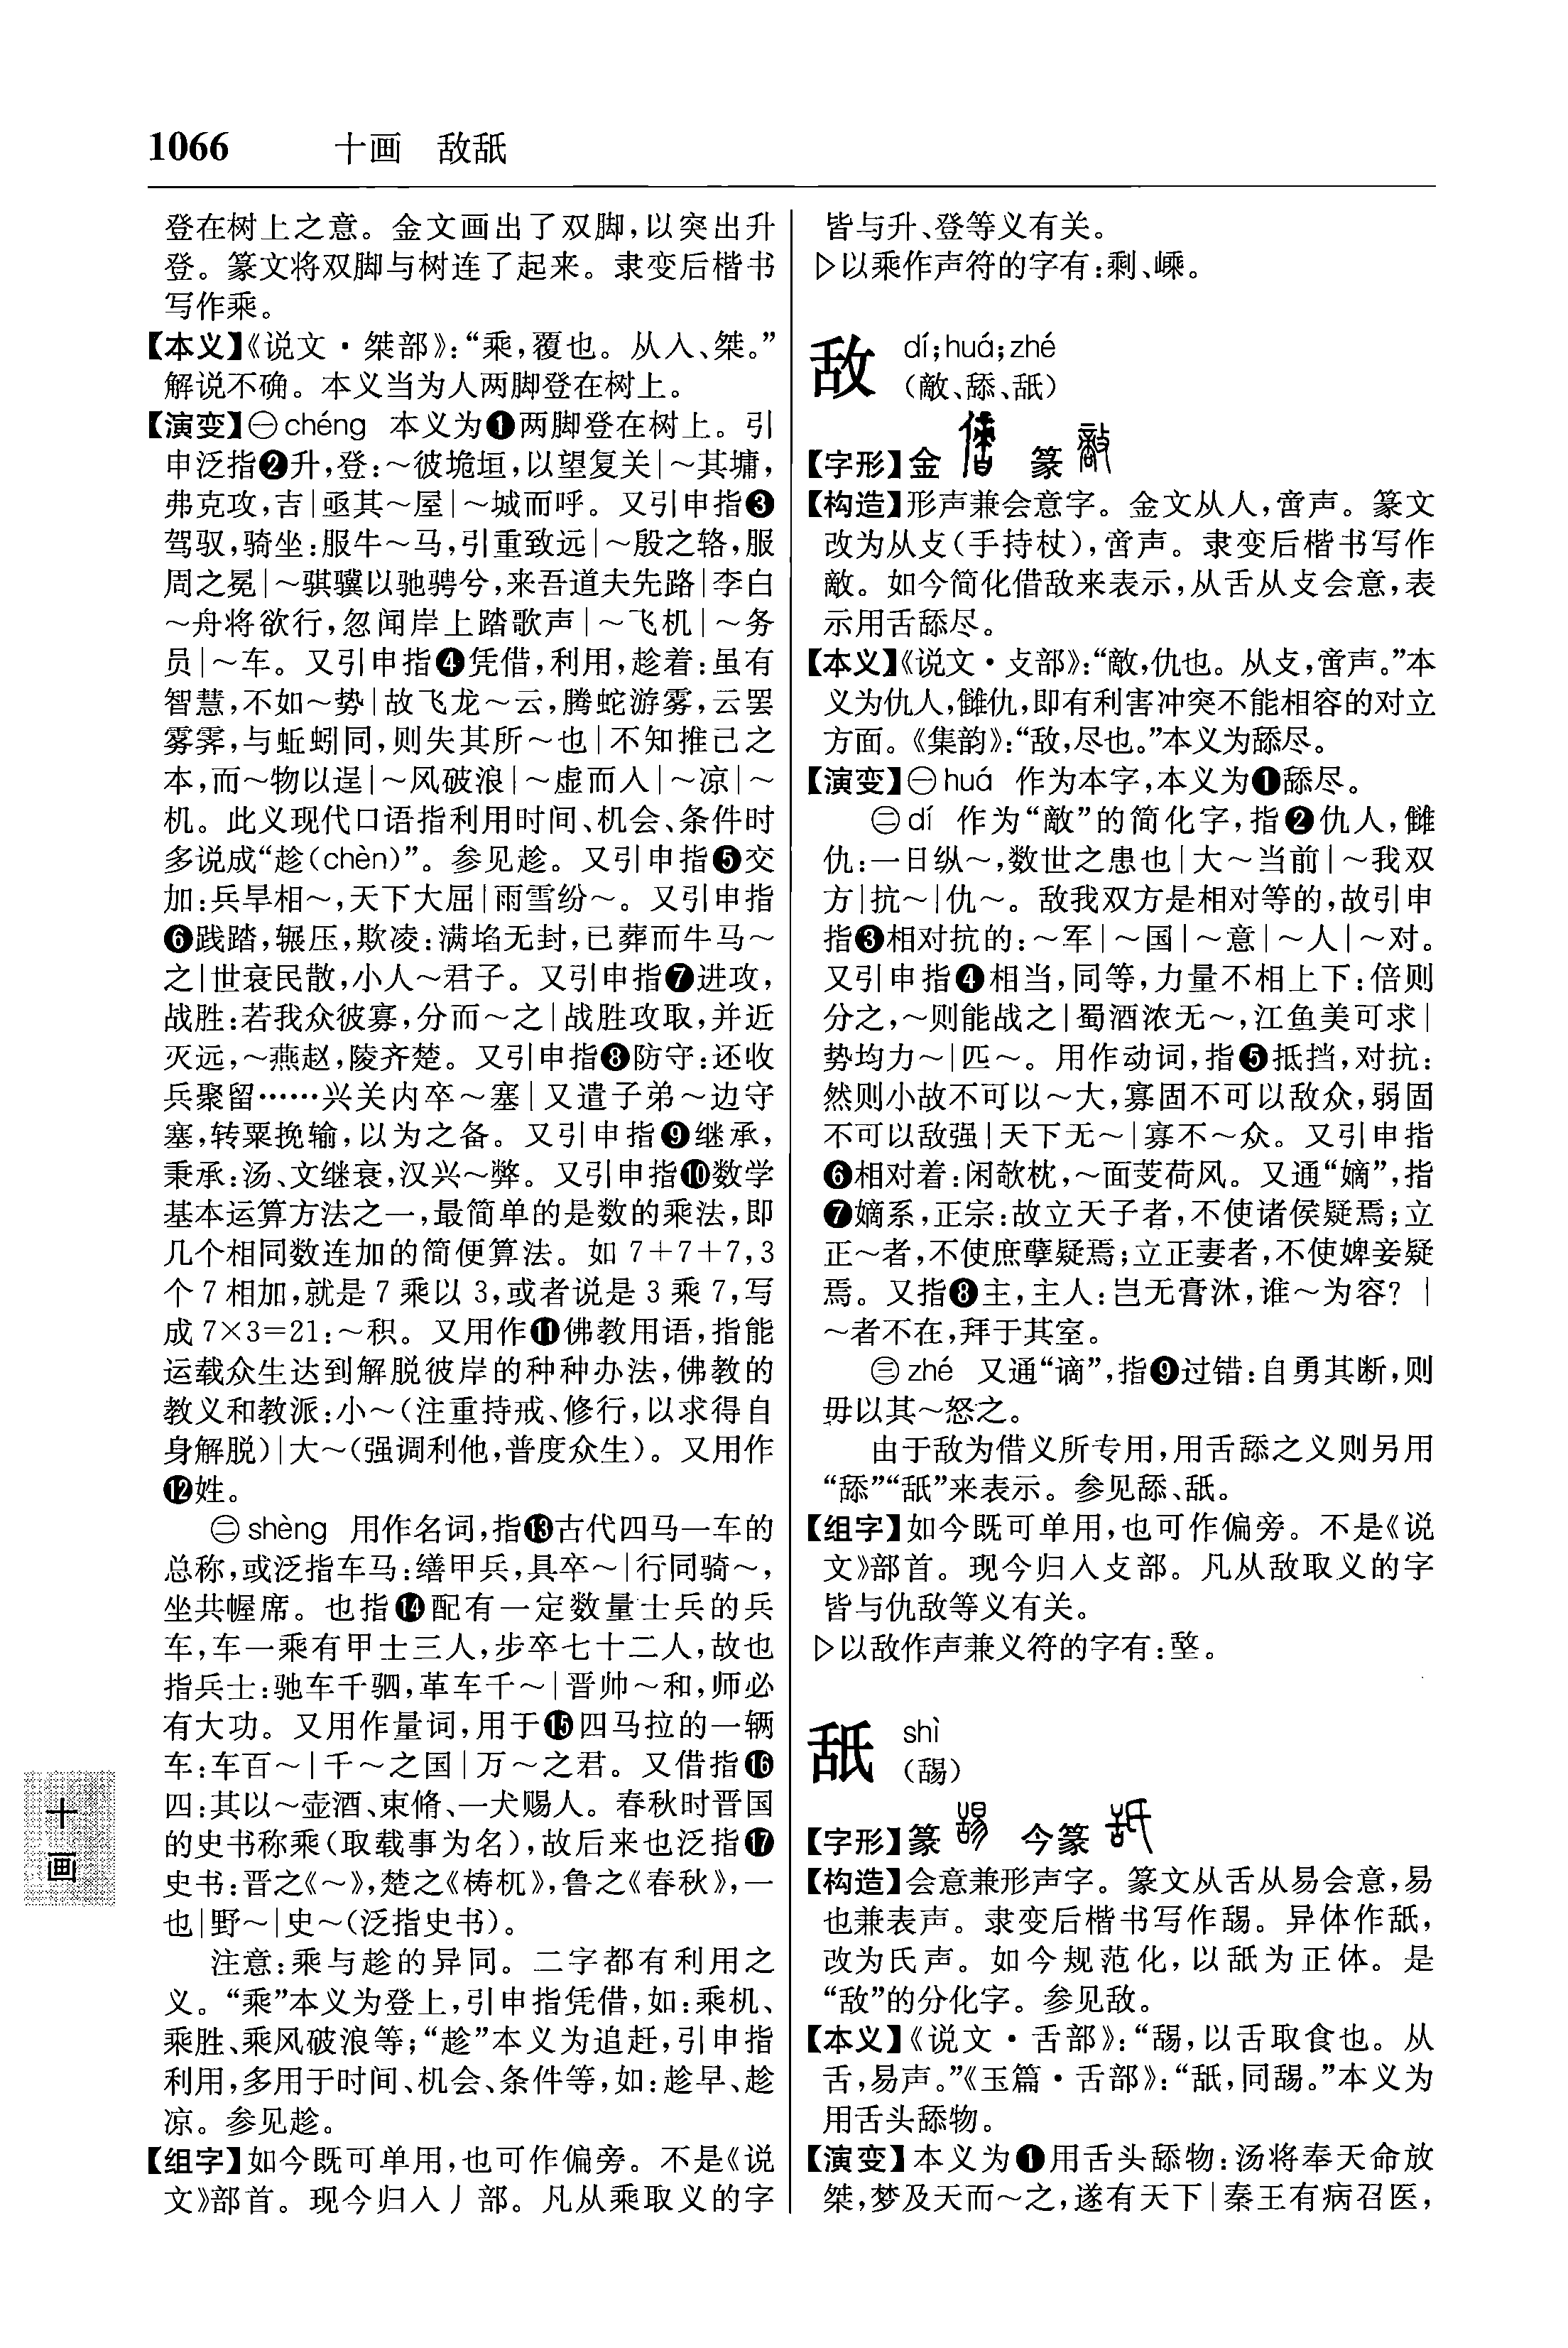 1066 十画 敌舐
登在树上之意。金文画出了双脚,以突出升
登。篆文将双脚与树连了起来。隶变后楷书
写作乘。
【本义】《说文·桀部》:“乘,覆也。从入、桀。”
解说不确。本义当为人两脚登在树上。
【演变】㊀chéng 本义为❶两脚登在树上。引
申泛指❷升,登:～彼垝垣,以望复关|～其墉,
弗克攻,吉|亟其～屋|～城而呼。又引申指❸
驾驭,骑坐:服牛～马,引重致远|～殷之辂,服
周之冕|～骐骥以驰骋兮,来吾道夫先路|李白
～舟将欲行,忽闻岸上踏歌声|～飞机|～务
员|～车。又引申指❹凭借,利用,趁着:虽有
智慧,不如～势|故飞龙～云,腾蛇游雾,云罢
雾霁,与蚯蚓同,则失其所～也|不知推己之
本,而～物以逞|～风破浪|～虚而入|～凉|～
机。此义现代口语指利用时间、机会、条件时
多说成“趁(chèn)”。参见趁。又引申指❺交
加:兵旱相～,天下大屈|雨雪纷～。又引申指
❻践踏,辗压,欺凌:满埳无封,已葬而牛马～
之|世衰民散,小人～君子。又引申指❼进攻,
战胜:若我众彼寡,分而～之|战胜攻取,并近
灭远,～燕赵,陵齐楚。又引申指❽防守:还收
兵聚留……兴关内卒～塞|又遣子弟～边守
塞,转粟挽输,以为之备。又引申指❾继承,
秉承:汤、文继衰,汉兴～弊。又引申指❿数学
基本运算方法之一,最简单的是数的乘法,即
几个相同数连加的简便算法。如7+7+7,3
个7相加,就是7乘以3,或者说是3乘7,写
成7×3=21:～积。又用作⓫佛教用语,指能
运载众生达到解脱彼岸的种种办法,佛教的
教义和教派:小～(注重持戒、修行,以求得自
身解脱)|大～(强调利他,普度众生)。又用作
⓬姓。
㊁shèng 用作名词,指⓭古代四马一车的
总称,或泛指车马:缮甲兵,具卒～|行同骑～,
坐共幄席。也指⓮配有一定数量士兵的兵
车,车一乘有甲士三人,步卒七十二人,故也
指兵士:驰车千驷,革车千～|晋帅～和,师必
有大功。又用作量词,用于⓯四马拉的一辆
车:车百～|千～之国|万～之君。又借指⓰
四:其以～壶酒、束脩、一犬赐人。春秋时晋国
的史书称乘(取载事为名),故后来也泛指⓱
史书:晋之《～》,楚之《梼杌》,鲁之《春秋》,一
也|野～|史～(泛指史书)。
注意:乘与趁的异同。二字都有利用之
义。“乘”本义为登上,引申指凭借,如:乘机、
乘胜、乘风破浪等;“趁”本义为追赶,引申指
利用,多用于时间、机会、条件等,如:趁早、趁
凉。参见趁。
【组字】如今既可单用,也可作偏旁。不是《说
文》部首。现今归入丿部。凡从乘取义的字
皆与升、登等义有关。
▷以乘作声符的字有:剩、嵊。
敌 dí;huá;zhé
(敵、舔、舐)
【字形】金 篆
【构造】形声兼会意字。金文从人,啻声。篆文
改为从攴(手持杖),啻声。隶变后楷书写作
敵。如今简化借敌来表示,从舌从攴会意,表
示用舌舔尽。
【本义】《说文·攴部》:“敵,仇也。从攴,啻声。”本
义为仇人,雠仇,即有利害冲突不能相容的对立
方面。《集韵》:“敌,尽也。”本义为舔尽。
【演变】㊀huá 作为本字,本义为❶舔尽。
㊁dí 作为“敵”的简化字,指❷仇人,雠
仇:一日纵～,数世之患也|大～当前|～我双
方|抗～|仇～。敌我双方是相对等的,故引申
指❸相对抗的:～军|～国|～意|～人|～对。
又引申指❹相当,同等,力量不相上下:倍则
分之,～则能战之|蜀酒浓无～,江鱼美可求|
势均力～|匹～。用作动词,指❺抵挡,对抗:
然则小故不可以～大,寡固不可以敌众,弱固
不可以敌强|天下无～|寡不～众。又引申指
❻相对着:闲欹枕,～面芰荷风。又通“嫡”,指
❼嫡系,正宗:故立天子者,不使诸侯疑焉;立
正～者,不使庶孽疑焉;立正妻者,不使婢妾疑
焉。又指❽主,主人:岂无膏沐,谁～为容?|
～者不在,拜于其室。
㊂zhé 又通“谪”,指❾过错:自勇其断,则
毋以其～怒之。
由于敌为借义所专用,用舌舔之义则另用
“舔”“舐”来表示。参见舔、舐。
【组字】如今既可单用,也可作偏旁。不是《说
文》部首。现今归入攴部。凡从敌取义的字
皆与仇敌等义有关。
▷以敌作声兼义符的字有:墼。
舐 shì
(舓)
【字形】篆 今篆
【构造】会意兼形声字。篆文从舌从易会意,易
也兼表声。隶变后楷书写作舓。异体作舐,
改为氏声。如今规范化,以舐为正体。是
“敌”的分化字。参见敌。
【本义】《说文·舌部》:“舓,以舌取食也。从
舌,易声。”《玉篇·舌部》:“舐,同舓。”本义为
用舌头舔物。
【演变】本义为❶用舌头舔物:汤将奉天命放
桀,梦及天而～之,遂有天下|秦王有病召医,
十画